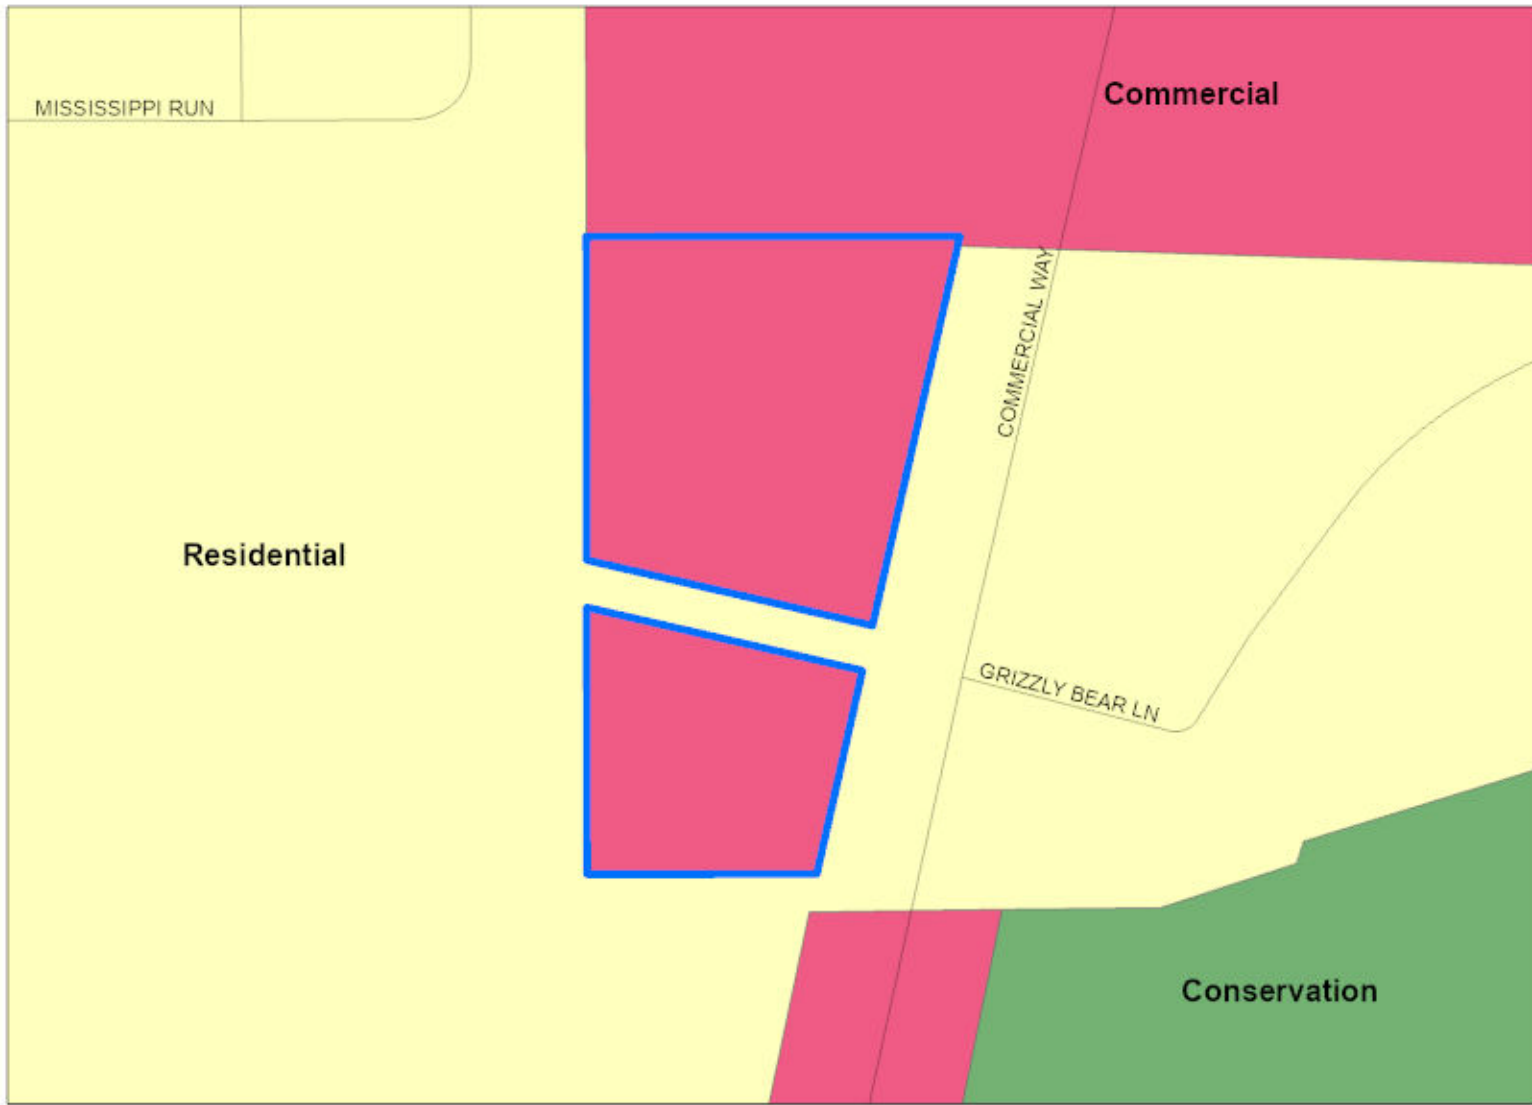 Commercial
MISSISSIPPI RUN
COMMERCIAL WAY
Residential
GRIZZLY BEAR LN
Conservation